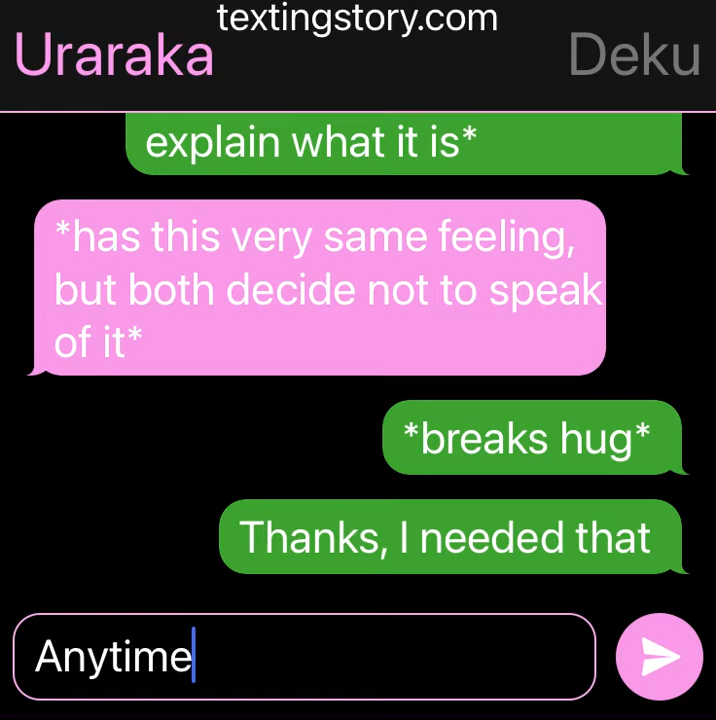 textingstory.com
Uraraka
Deku
explain what it is*
*has this very same feeling,
but both decide not to speak
of it*
*breaks hug*
Thanks, I needed that
Anytime